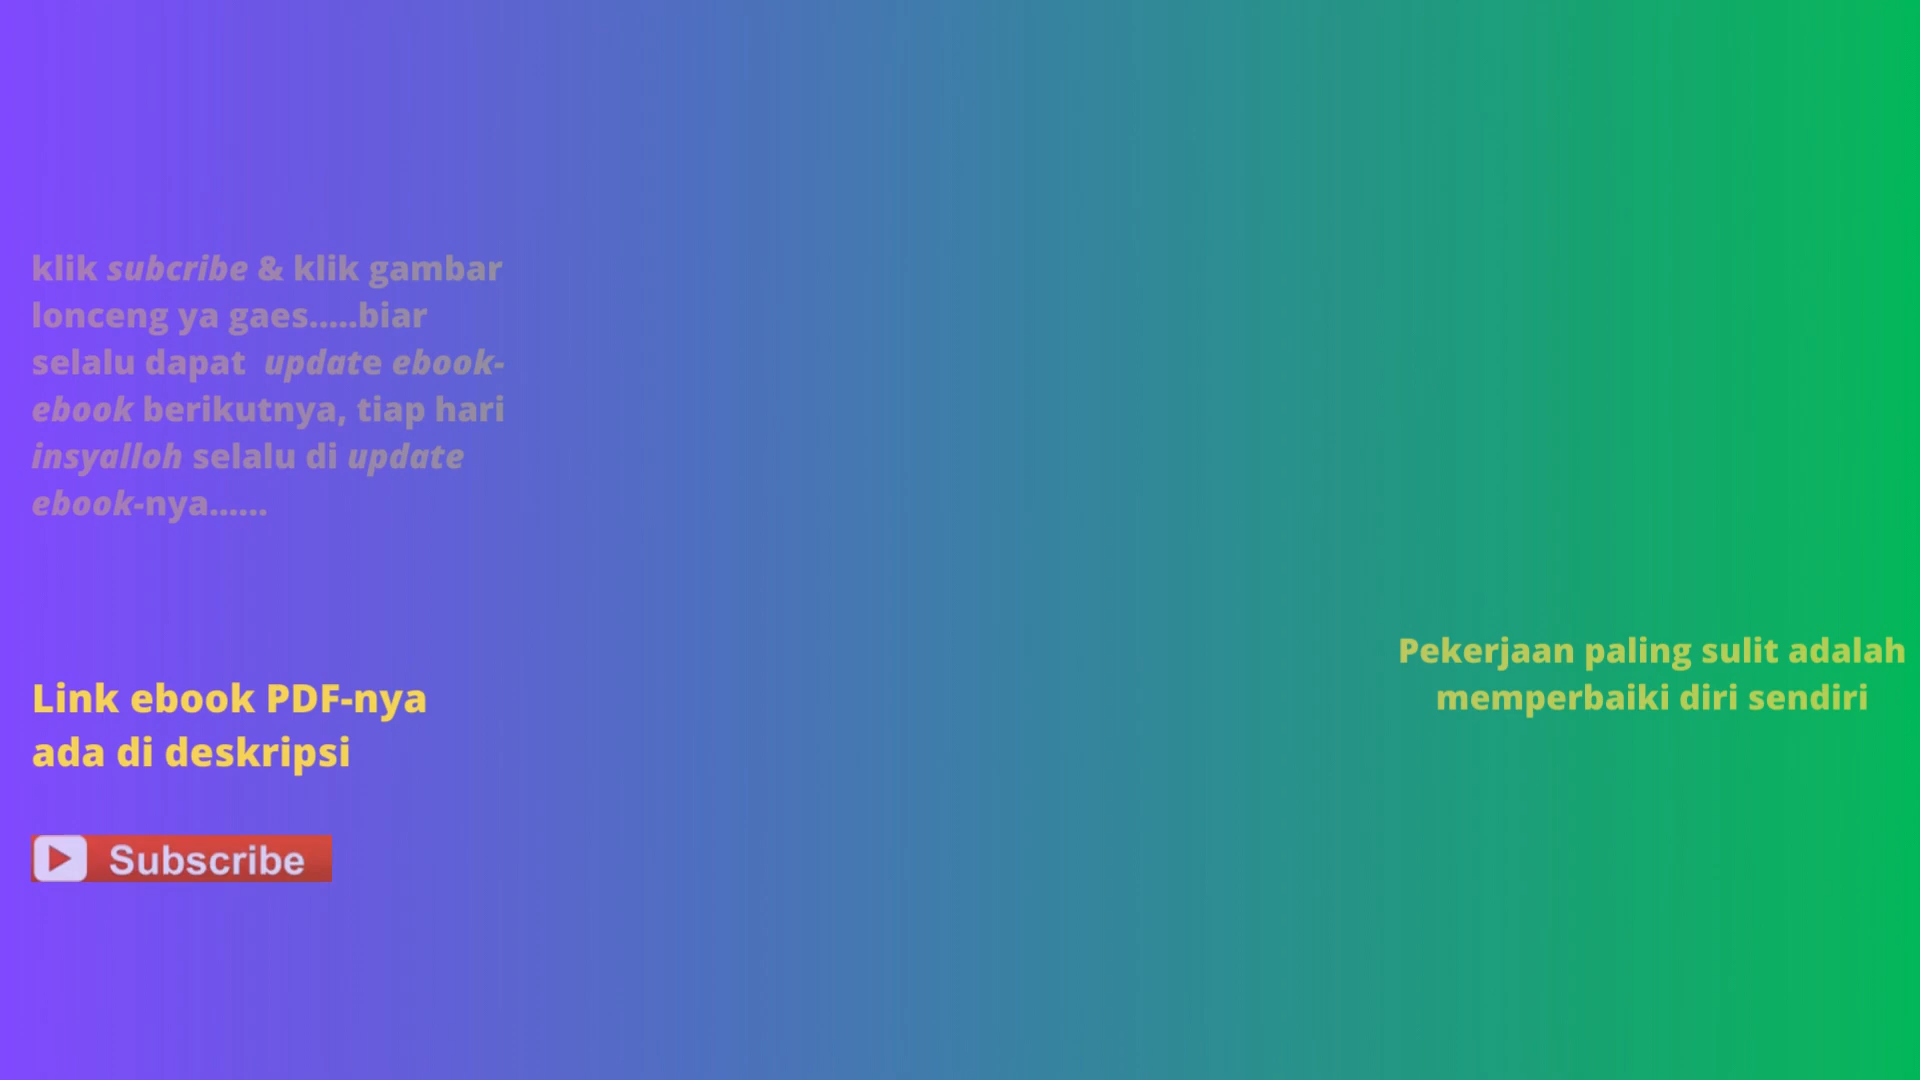 klik subcribe & klik gambar
lonceng ya gaes.....biar
selalu dapat update ebook-
ebook berikutnya, tiap hari
insyalloh selalu di update
ebook-nya......
Link ebook PDF-nya
ada di deskripsi
Subscribe
Pekerjaan paling sulit adalah
memperbaiki diri sendiri